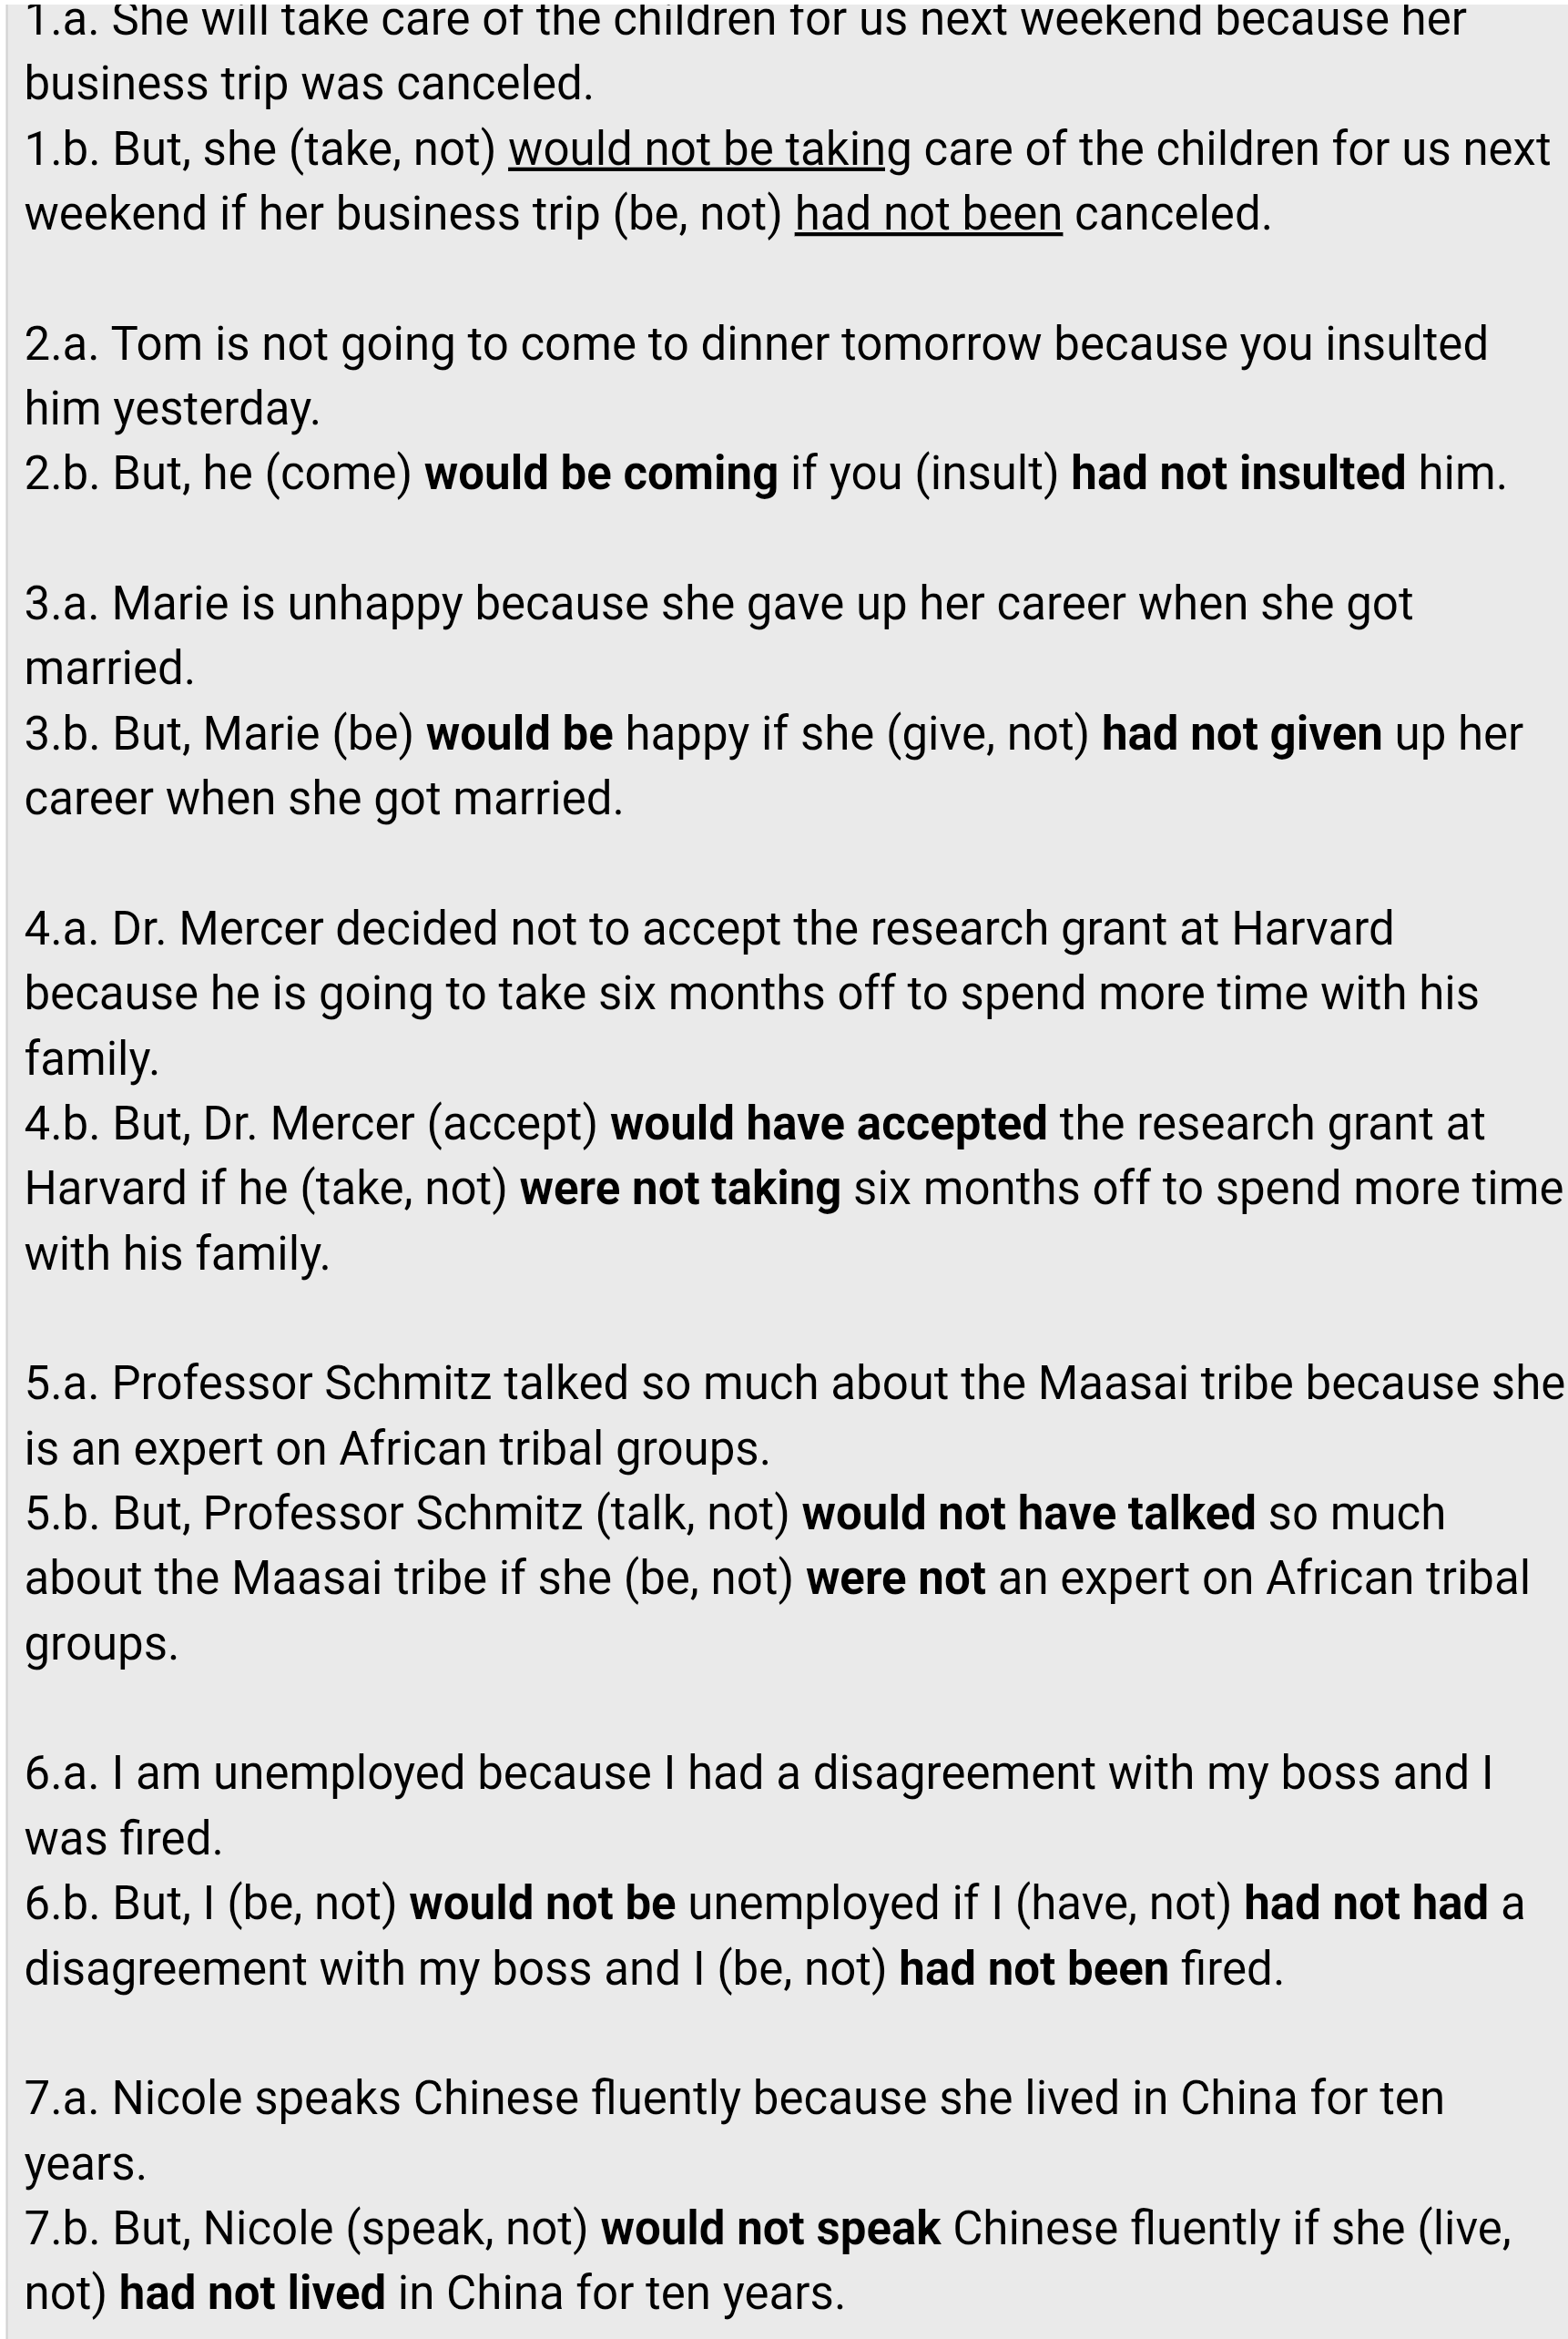 1.a. She will take care of the children for us next weekend because her
business trip was canceled.
1.b. But, she (take, not) would not be taking care of the children for us next
weekend if her business trip (be, not) had not been canceled.
2.a. Tom is not going to come to dinner tomorrow because you insulted
him yesterday.
2.b. But, he (come) would be coming if you (insult) had not insulted him.
3.a. Marie is unhappy because she gave up her career when she got
married.
3.b. But, Marie (be) would be happy if she (give, not) had not given up her
career when she got married.
4.a. Dr. Mercer decided not to accept the research grant at Harvard
because he is going to take six months off to spend more time with his
family.
4.b. But, Dr. Mercer (accept) would have accepted the research grant at
Harvard if he (take, not) were not taking six months off to spend more time
with his family.
5.a. Professor Schmitz talked so much about the Maasai tribe because she
is an expert on African tribal groups.
5.b. But, Professor Schmitz (talk, not) would not have talked so much
about the Maasai tribe if she (be, not) were not an expert on African tribal
groups.
6.a. I am unemployed because I had a disagreement with my boss and I
was fired.
6.b. But, I (be, not) would not be unemployed if I (have, not) had not had a
disagreement with my boss and I (be, not) had not been fired.
7.a. Nicole speaks Chinese fluently because she lived in China for ten
years.
7.b. But, Nicole (speak, not) would not speak Chinese fluently if she (live,
not) had not lived in China for ten years.